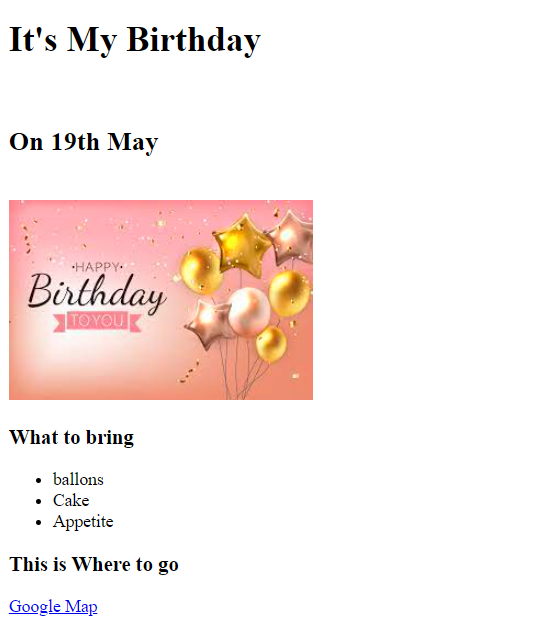 It's My Birthday
On 19th May
·HAPPY·
Birthday
TO YOU
What to bring
ballons
Cake
Appetite
This is Where to go
Google Map